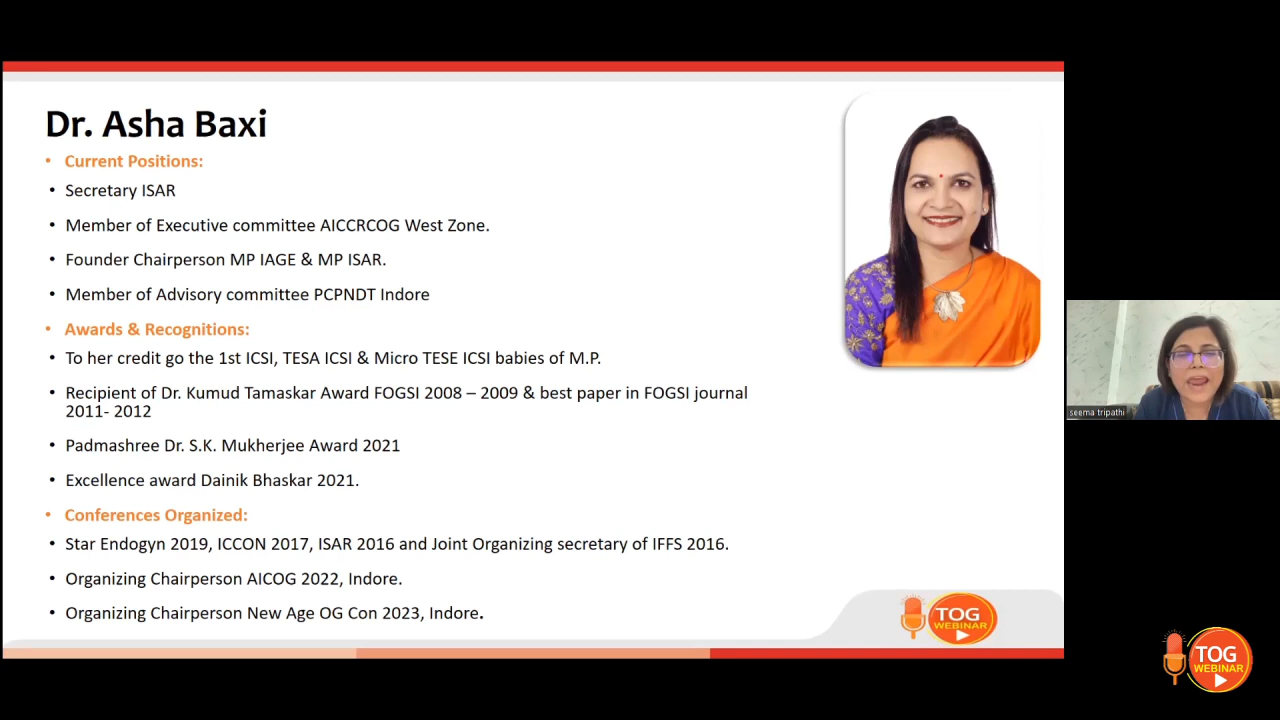 Dr. Asha Baxi
• Current Positions:
• Secretary ISAR
• Member of Executive committee AICCRCOG West Zone.
• Founder Chairperson MP IAGE & MP ISAR.
• Member of Advisory committee PCPNDT Indore
• Awards & Recognitions:
• To her credit go the 1st ICSI, TESA ICSI & Micro TESE ICSI babies of M.P.
• Recipient of Dr. Kumud Tamaskar Award FOGSI 2008 – 2009 & best paper in FOGSI journal
2011- 2012
• Padmashree Dr. S.K. Mukherjee Award 2021
• Excellence award Dainik Bhaskar 2021.
• Conferences Organized:
• Star Endogyn 2019, ICCON 2017, ISAR 2016 and Joint Organizing secretary of IFFS 2016.
• Organizing Chairperson AICOG 2022, Indore.
• Organizing Chairperson New Age OG Con 2023, Indore.
TOG
WEBINAR
seema tripathi
TOG
WEBINAR